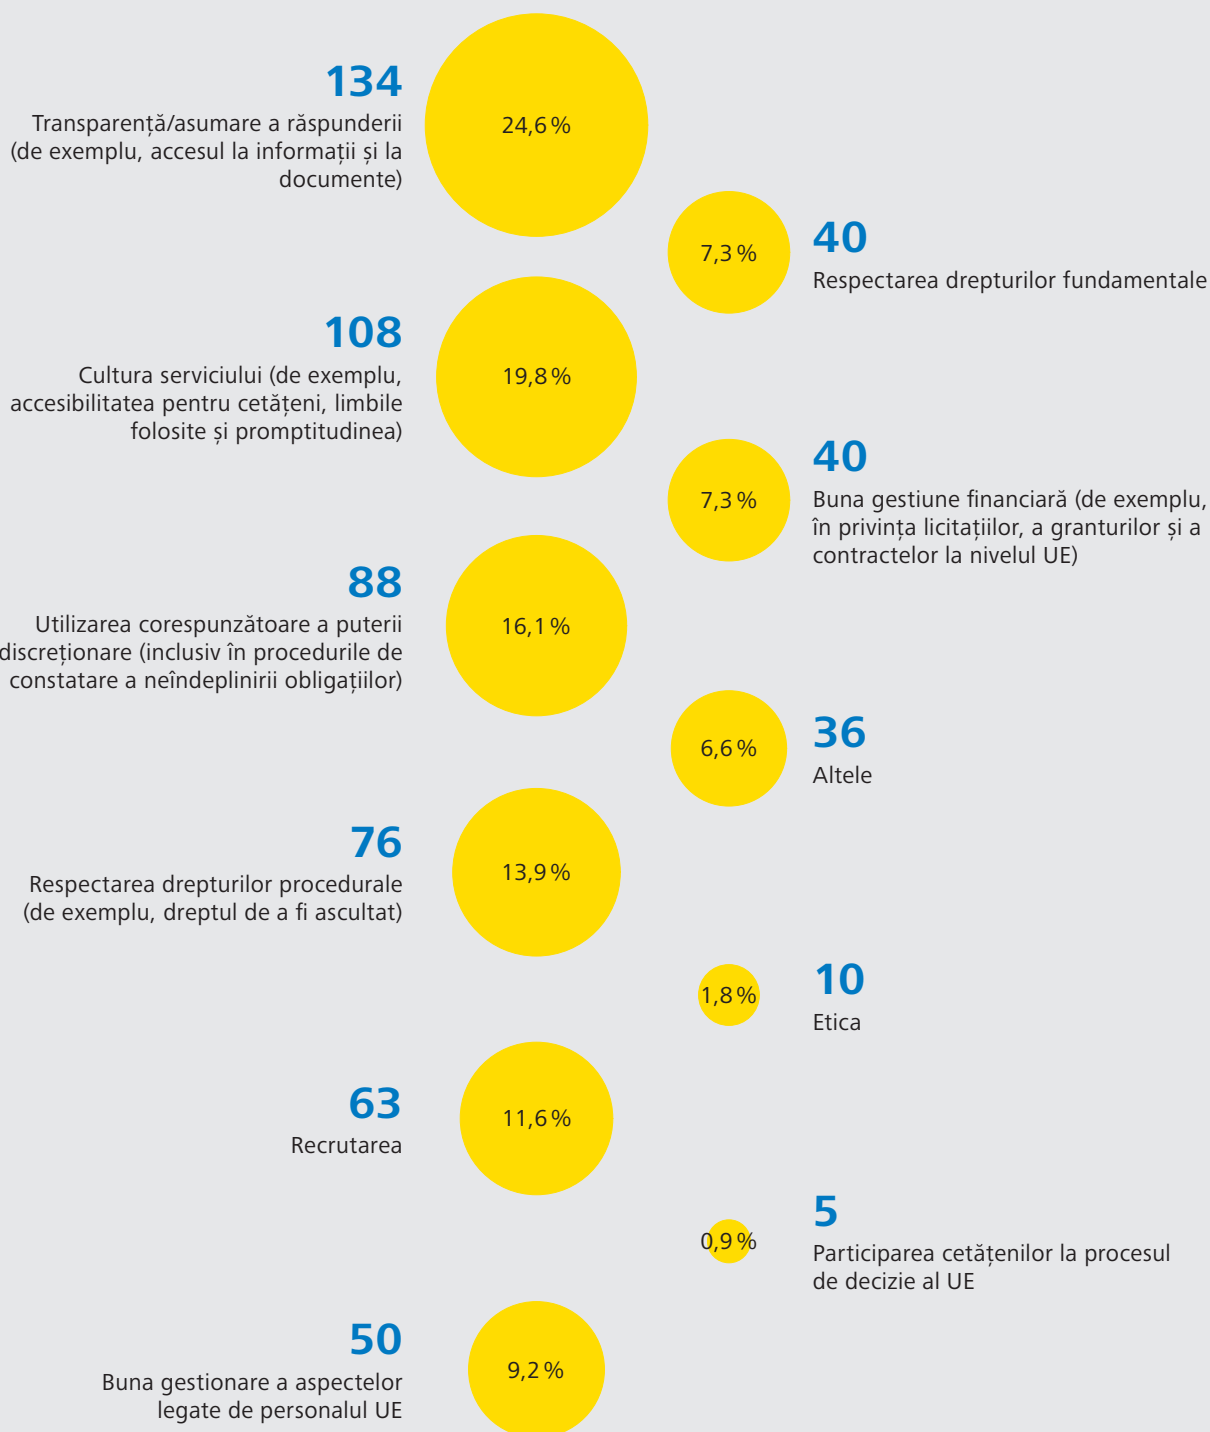 134
Transparență/asumare a răspunderii
(de exemplu, accesul la informații și la
documente)
24,6 %
7,3 %
40
Respectarea drepturilor fundamentale
108
Cultura serviciului (de exemplu,
accesibilitatea pentru cetățeni, limbile
folosite și promptitudinea)
19,8 %
7,3 %
40
Buna gestiune financiară (de exemplu,
în privința licitațiilor, a granturilor și a
contractelor la nivelul UE)
88
Utilizarea corespunzătoare a puterii
discreționare (inclusiv în procedurile de
constatare a neîndeplinirii obligațiilor)
16,1 %
6,6 %
36
Altele
76
Respectarea drepturilor procedurale
(de exemplu, dreptul de a fi ascultat)
13,9 %
1,8 %
10
Etica
63
Recrutarea
11,6 %
0,9 %
5
Participarea cetățenilor la procesul
de decizie al UE
50
Buna gestionare a aspectelor
legate de personalul UE
9,2 %